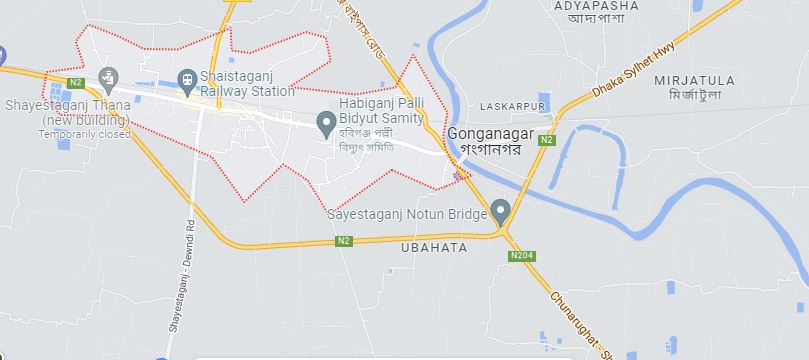 ADYAPASHA
আদ্যপাশা
বাইপাস রোড
Dhaka Sylhet Hwy
N2
Shaistaganj
Railway Station
MIRJATULA
মির্জাটুলা
Shayestaganj Thana
(new building)
Temporarily closed
Habiganj Palli
Bidyut Samity
হবিগঞ্জ পল্লী
বিদ্যুৎ সমিতি
LASKARPUR
Gonganagar
গংগানগর
N2
Sayestaganj Notun Bridge
N2
UBAHATA
N204
Shayestaganj - Dewndi Rd
Chunarughat - Sh